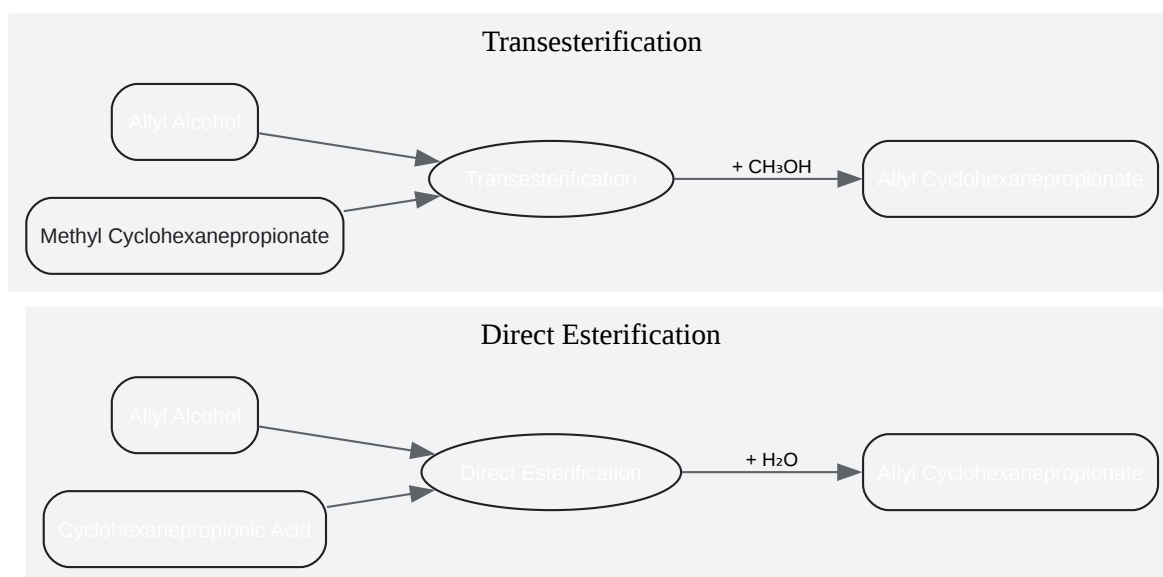 Transesterification
Allyl Alcohol
Methyl Cyclohexanepropionate
Transesterification
+ CH₃OH
Allyl Cyclohexanepropionate
Direct Esterification
Allyl Alcohol
Cyclohexanepropionic Acid
Direct Esterification
+ H₂O
Allyl Cyclohexanepropionate